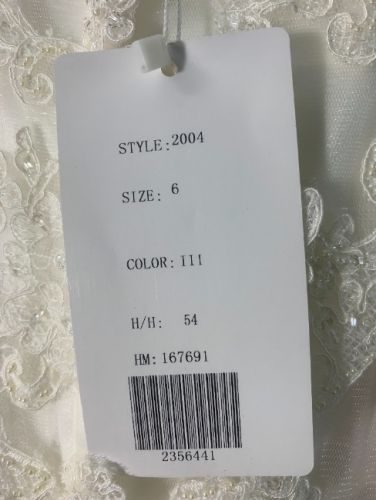 STYLE: 2004
SIZE: 6
COLOR: III
H/H: 54
HM: 167691
2356441